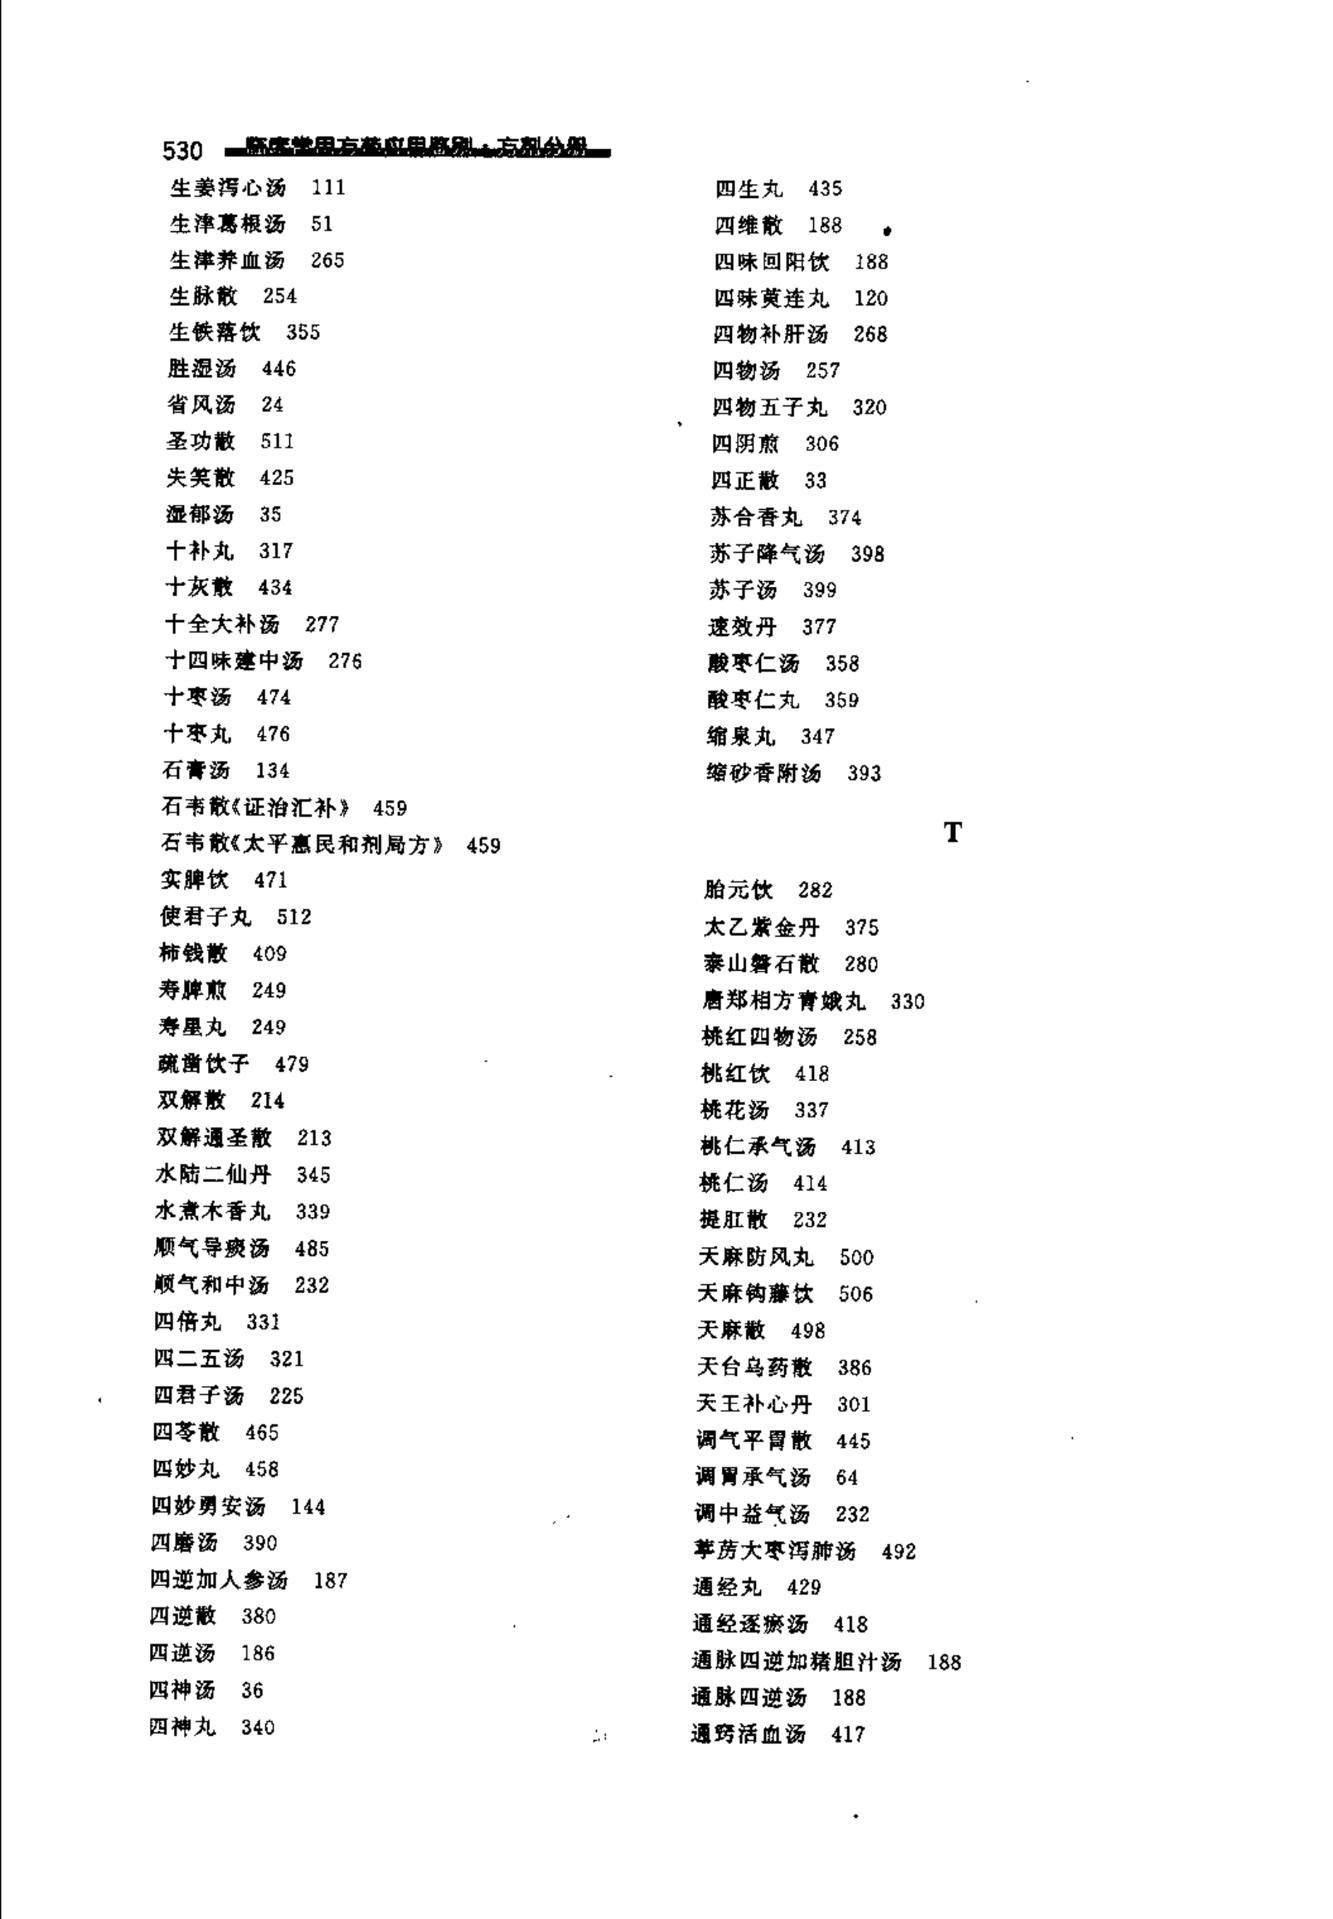 530 临床常用方药应用鉴别·方剂分册
生姜泻心汤 111
生津葛根汤 51
生津养血汤 265
生脉散 254
生铁落饮 355
胜湿汤 446
省风汤 24
圣功散 511
失笑散 425
湿郁汤 35
十补丸 317
十灰散 434
十全大补汤 277
十四味建中汤 276
十枣汤 474
十枣丸 476
石膏汤 134
石韦散《证治汇补》 459
石韦散《太平惠民和剂局方》 459
实脾饮 471
使君子丸 512
柿钱散 409
寿脾煎 249
寿星丸 249
疏凿饮子 479
双解散 214
双解通圣散 213
水陆二仙丹 345
水煮木香丸 339
顺气导痰汤 485
顺气和中汤 232
四倍丸 331
四二五汤 321
四君子汤 225
四苓散 465
四妙丸 458
四妙勇安汤 144
四磨汤 390
四逆加人参汤 187
四逆散 380
四逆汤 186
四神汤 36
四神丸 340
四生丸 435
四维散 188
四味回阳饮 188
四味萸连丸 120
四物补肝汤 268
四物汤 257
四物五子丸 320
四阴煎 306
四正散 33
苏合香丸 374
苏子降气汤 398
苏子汤 399
速效丹 377
酸枣仁汤 358
酸枣仁丸 359
缩泉丸 347
缩砂香附汤 393
T
胎元饮 282
太乙紫金丹 375
泰山磐石散 280
唐郑相方青娥丸 330
桃红四物汤 258
桃红饮 418
桃花汤 337
桃仁承气汤 413
桃仁汤 414
提肛散 232
天麻防风丸 500
天麻钩藤饮 506
天麻散 498
天台乌药散 386
天王补心丹 301
调气平胃散 445
调胃承气汤 64
调中益气汤 232
葶苈大枣泻肺汤 492
通经丸 429
通经逐瘀汤 418
通脉四逆加猪胆汁汤 188
通脉四逆汤 188
通窍活血汤 417